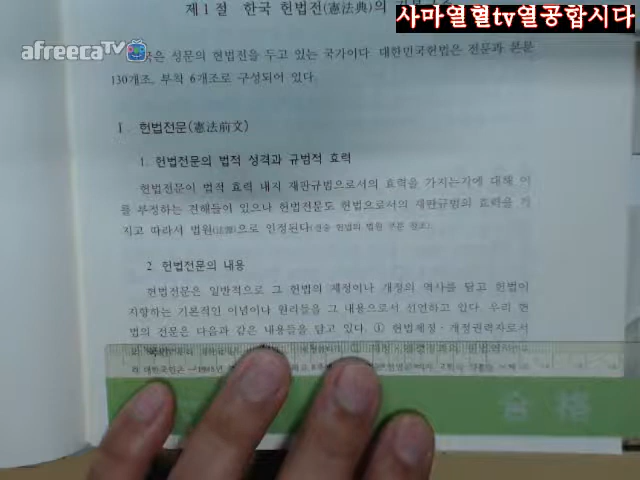 사마열혈tv열공합시다
제 1 절 한국 헌법전(憲法典)의
afreecaTV
은 성문의 헌법전을 두고 있는 국가이다. 대한민국헌법은 전문과 본문
130개조, 부칙 6개조로 구성되어 있다.
Ⅰ. 헌법전문(憲法前文)
1. 헌법전문의 법적 성격과 규범적 효력
헌법전문이 법적 효력 내지 재판규범으로서의 효력을 가지는지에 대해 이
를 부정하는 견해들이 있으나 헌법전문도 헌법으로서의 재판규범의 효력을 가
지고 따라서 법원(法源)으로 인정된다(전술 헌법의 법원 부분 참조).
2. 헌법전문의 내용
헌법전문은 일반적으로 그 헌법의 제정이나 개정의 역사를 담고 헌법이
지향하는 기본적인 이념이나 원리들을 그 내용으로서 선언하고 있다. 우리 헌
법의 전문은 다음과 같은 내용들을 담고 있다. ① 헌법제정·개정권력자로서